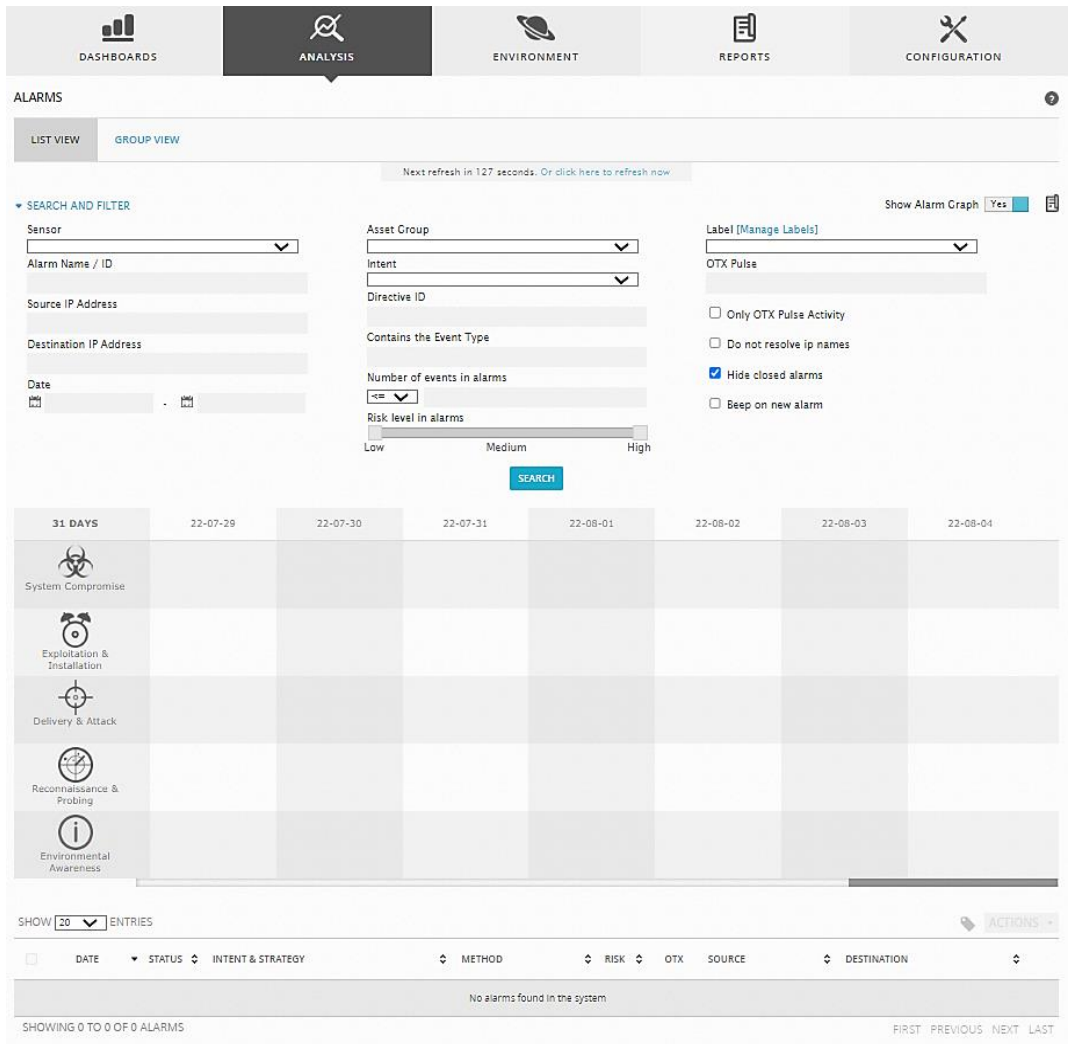 DASHBOARDS ANALYSIS ENVIRONMENT REPORTS CONFIGURATION
ALARMS
LIST VIEW GROUP VIEW
Next refresh in 127 seconds. Or click here to refresh now
SEARCH AND FILTER Show Alarm Graph Yes
Sensor Asset Group Label [Manage Labels]
Alarm Name / ID Intent OTX Pulse
Source IP Address Directive ID Only OTX Pulse Activity
Destination IP Address Contains the Event Type Do not resolve ip names
Date Number of events in alarms Hide closed alarms
- <= Beep on new alarm
Risk level in alarms
Low Medium High
SEARCH
31 DAYS 22-07-29 22-07-30 22-07-31 22-08-01 22-08-02 22-08-03 22-08-04
System Compromise
Exploitation &
Installation
Delivery & Attack
Reconnaissance &
Probing
Environmental
Awareness
SHOW 20 ENTRIES ACTIONS
DATE STATUS INTENT & STRATEGY METHOD RISK OTX SOURCE DESTINATION
No alarms found in the system
SHOWING 0 TO 0 OF 0 ALARMS FIRST PREVIOUS NEXT LAST